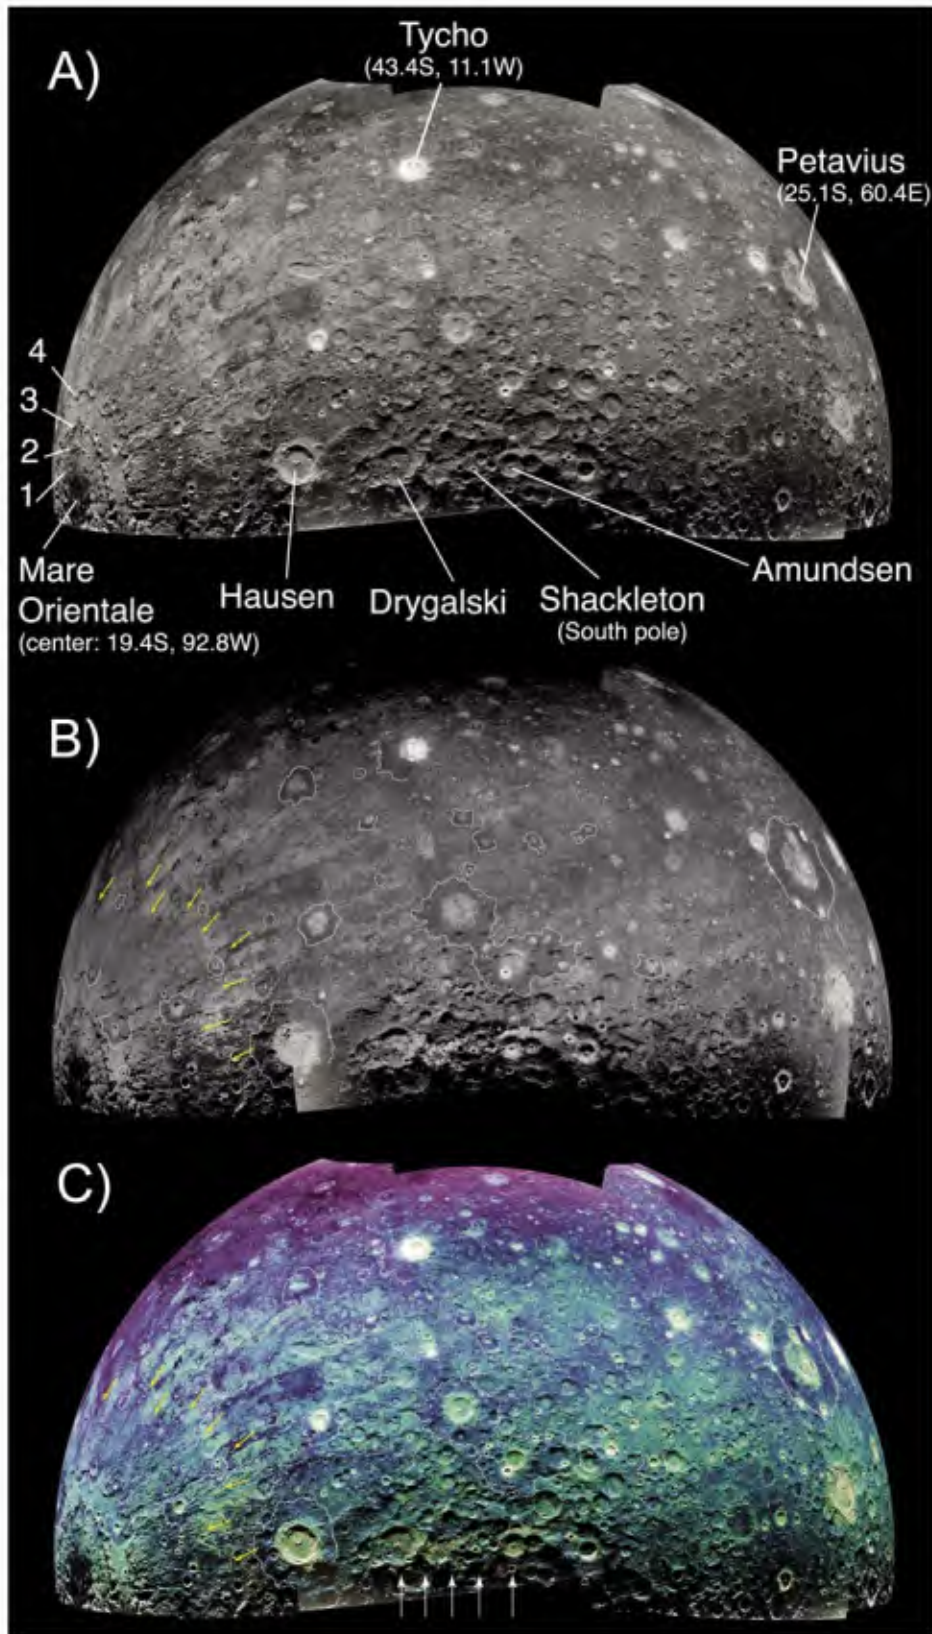 A)
Tycho
(43.4S, 11.1W)
Petavius
(25.1S, 60.4E)
4
3
2
1
Mare
Orientale
(center: 19.4S, 92.8W)
Hausen
Drygalski
Shackleton
(South pole)
Amundsen
B)
C)